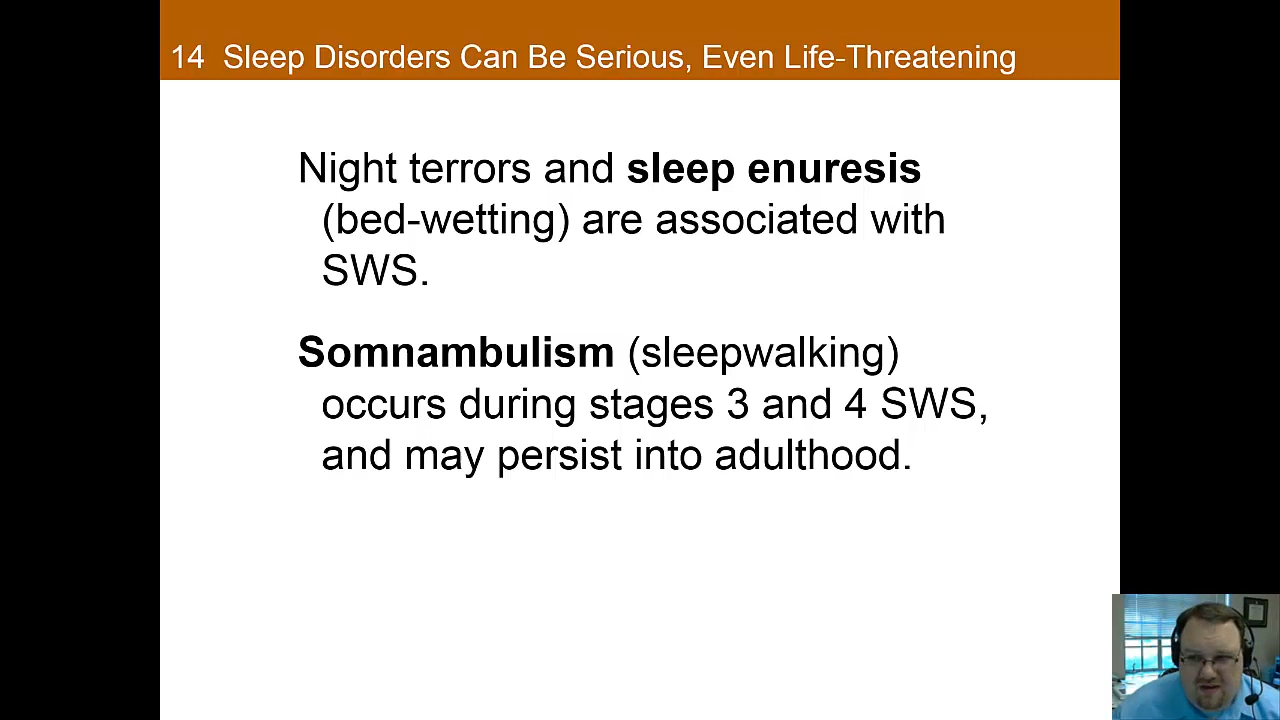 14 Sleep Disorders Can Be Serious, Even Life-Threatening
Night terrors and sleep enuresis
(bed-wetting) are associated with
SWS.
Somnambulism (sleepwalking)
occurs during stages 3 and 4 SWS,
and may persist into adulthood.